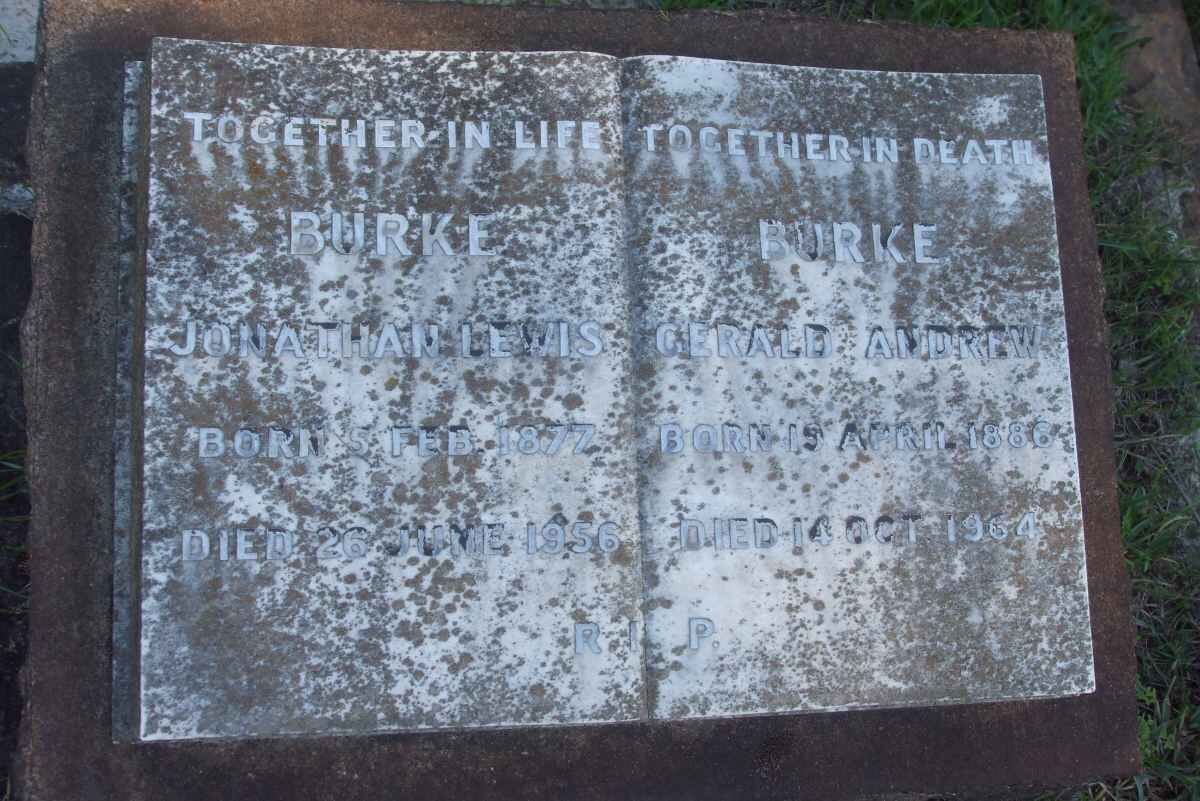 TOGETHER IN LIFE
BURKE
JONATHAN LEWIS
BORN 5 FEB. 1877
DIED 26 JUNE 1956
TOGETHER IN DEATH
BURKE
GERALD ANDREW
BORN 19 APRIL 1886
DIED 14 OCT. 1964
R. I. P.